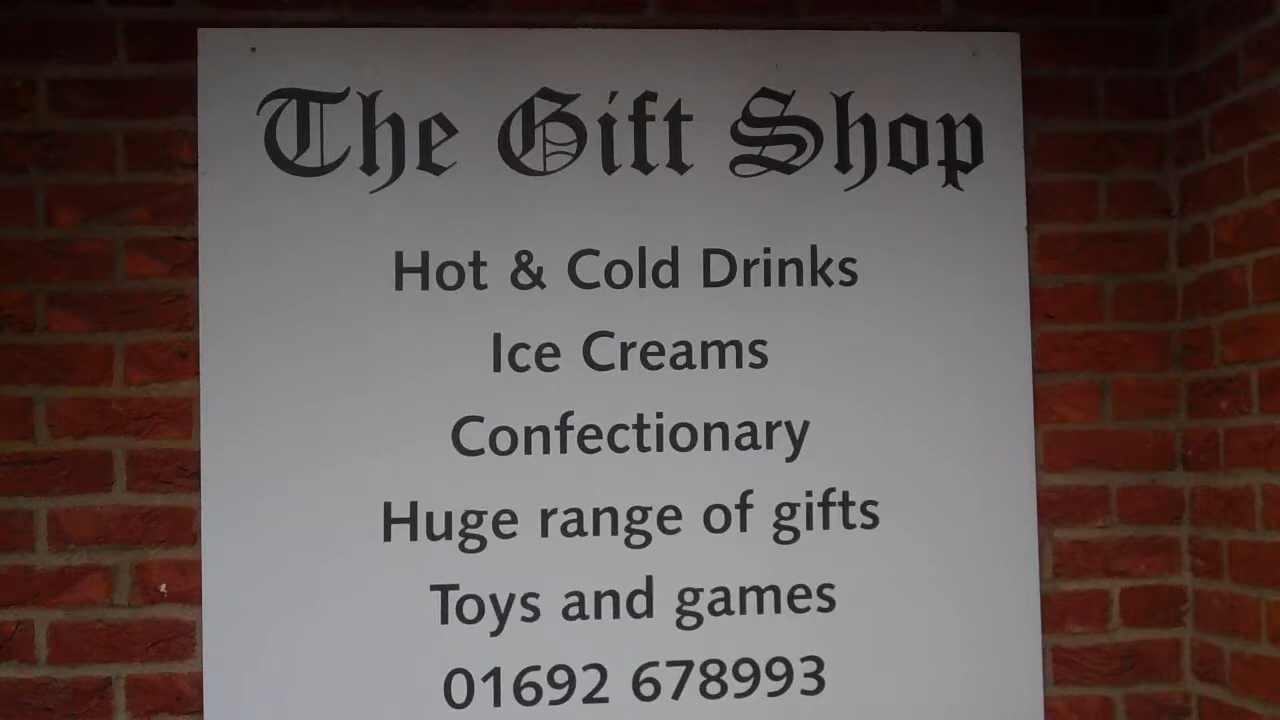 The Gift Shop
Hot & Cold Drinks
Ice Creams
Confectionary
Huge range of gifts
Toys and games
01692 678993